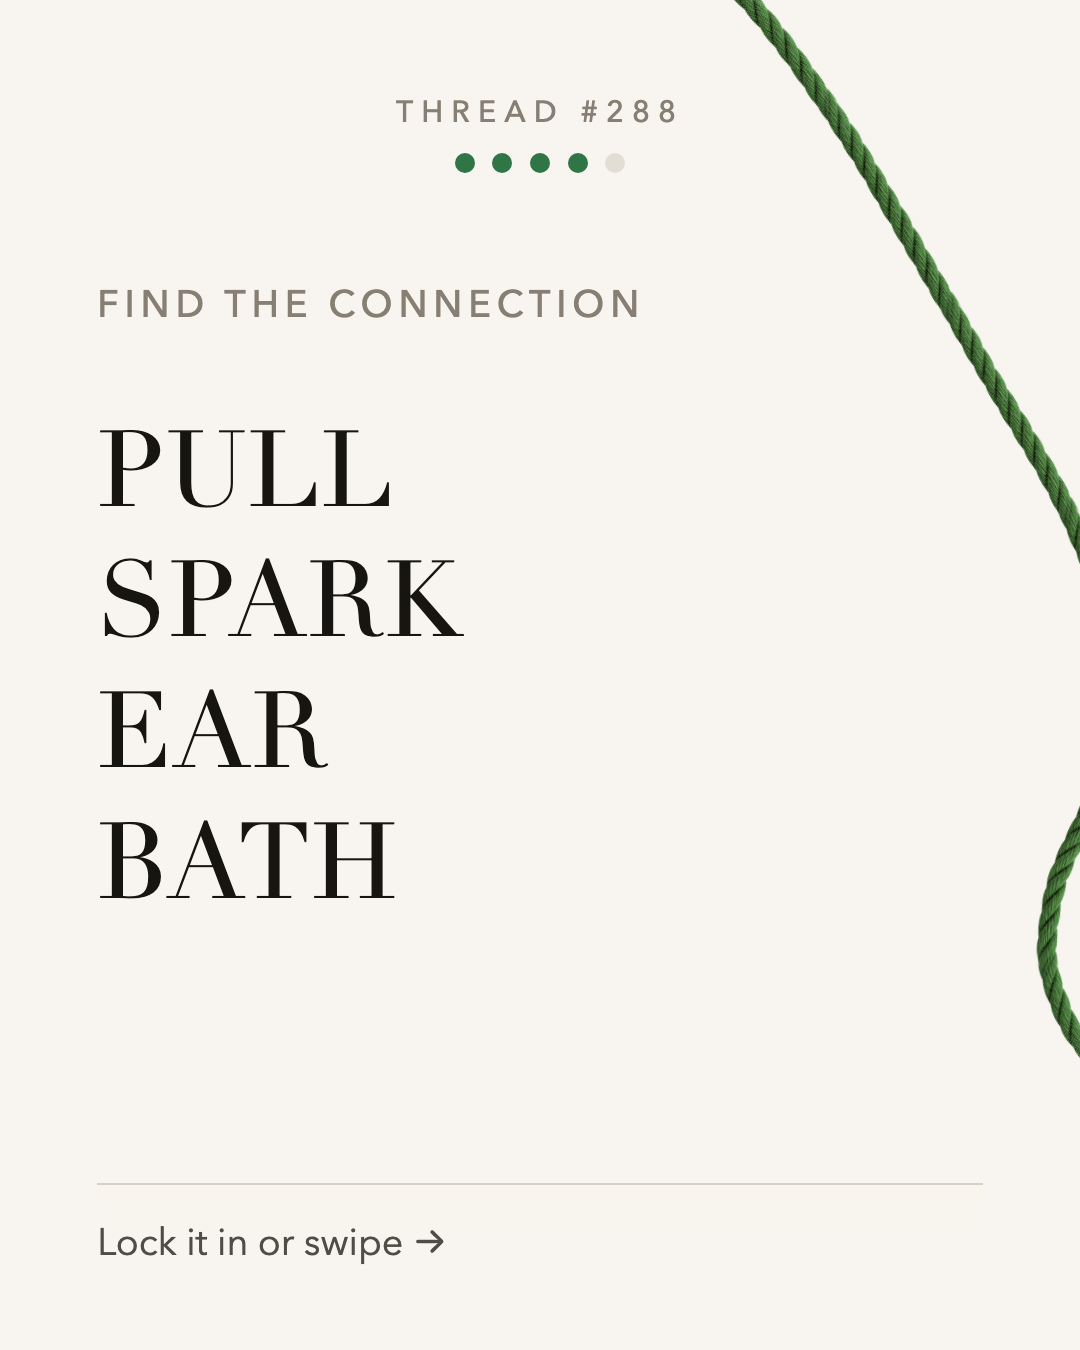 THREAD #288
FIND THE CONNECTION
PULL
SPARK
EAR
BATH
Lock it in or swipe →